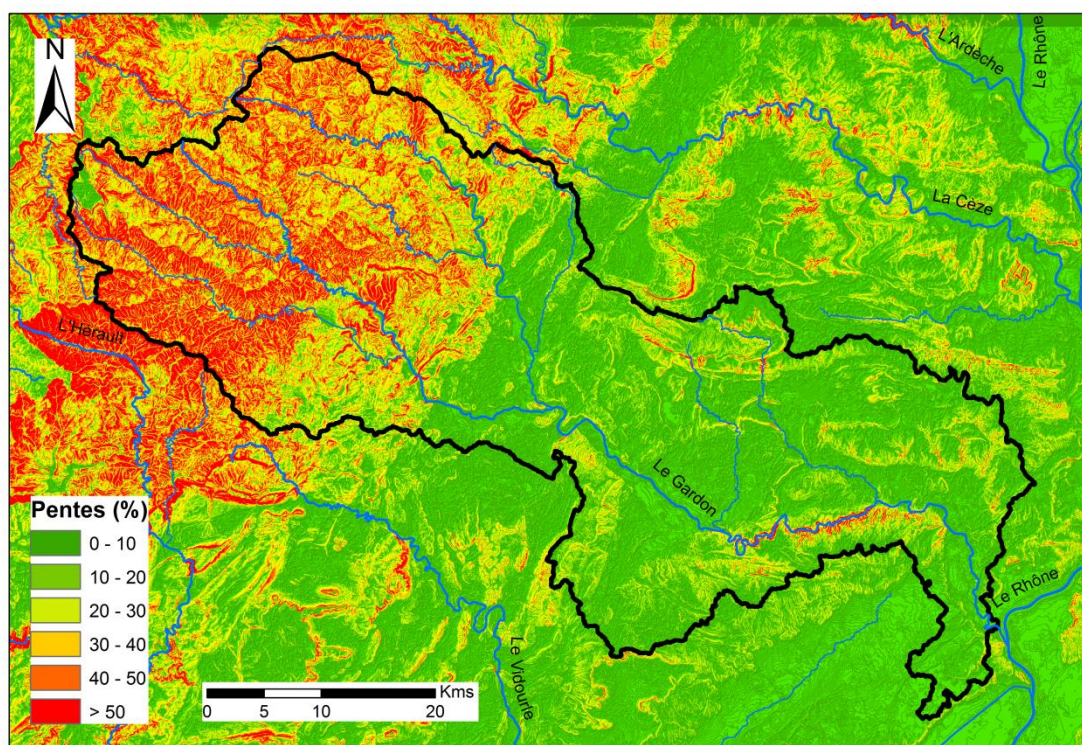 N
L'Ardèche
Le Rhône
La Cèze
L'Hérault
Le Gardon
Le Rhône
Le Vidourle
Pentes (%)
0 - 10
10 - 20
20 - 30
30 - 40
40 - 50
> 50
Kms
0 5 10 20